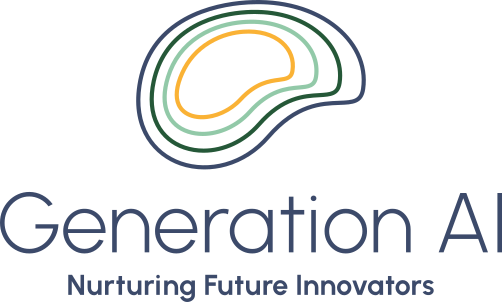 Generation AI
Nurturing Future Innovators